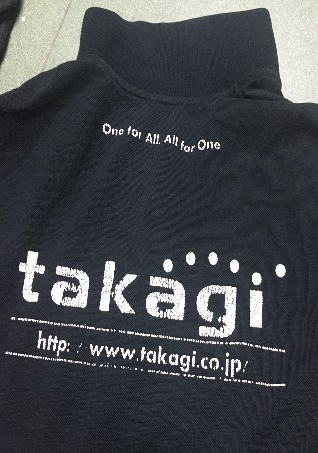 One for All. All for One
takagi
http://www.takagi.co.jp/